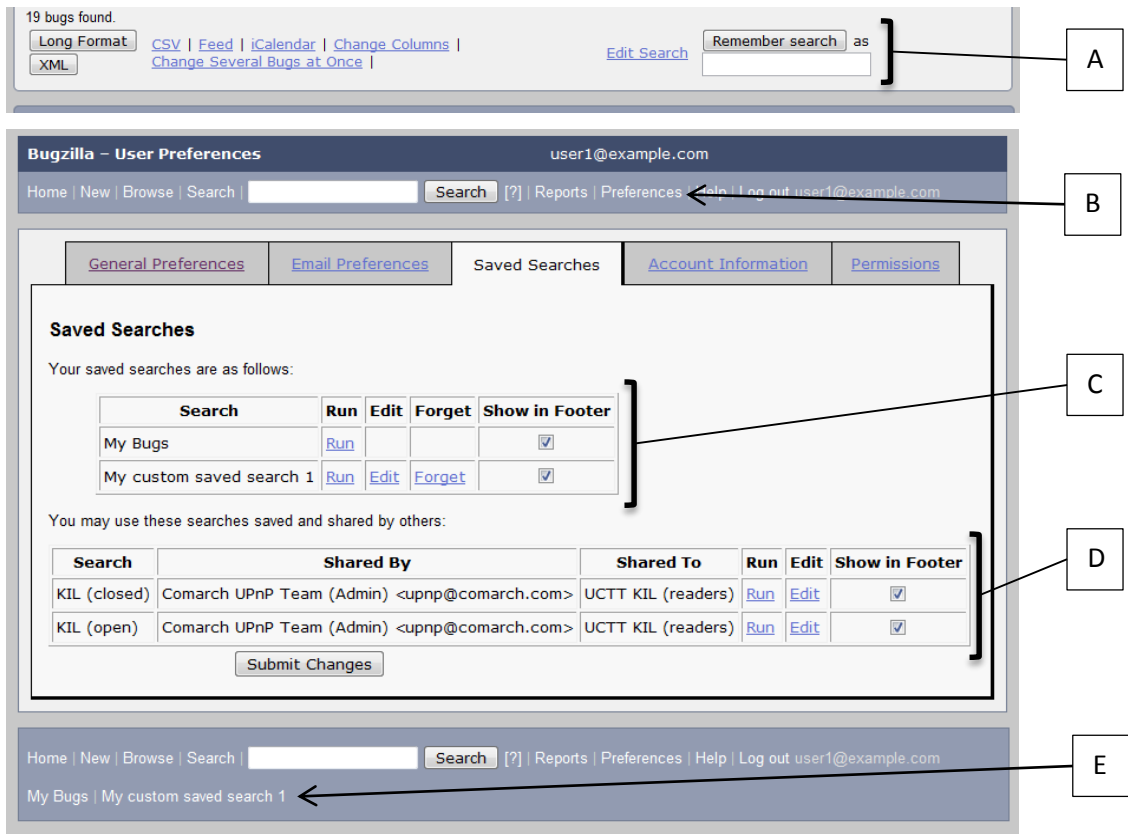 19 bugs found.
Long Format CSV | Feed | iCalendar | Change Columns | Edit Search Remember search as
XML Change Several Bugs at Once |
A
Bugzilla – User Preferences user1@example.com
Home | New | Browse | Search | Search [?] | Reports | Preferences | Help | Log out user1@example.com
B
General Preferences Email Preferences Saved Searches Account Information Permissions
Saved Searches
Your saved searches are as follows:
C
Search Run Edit Forget Show in Footer
My Bugs Run
My custom saved search 1 Run Edit Forget
You may use these searches saved and shared by others:
D
Search Shared By Shared To Run Edit Show in Footer
KIL (closed) Comarch UPnP Team (Admin) <upnp@comarch.com> UCTT KIL (readers) Run Edit
KIL (open) Comarch UPnP Team (Admin) <upnp@comarch.com> UCTT KIL (readers) Run Edit
Submit Changes
Home | New | Browse | Search | Search [?] | Reports | Preferences | Help | Log out user1@example.com
E
My Bugs | My custom saved search 1